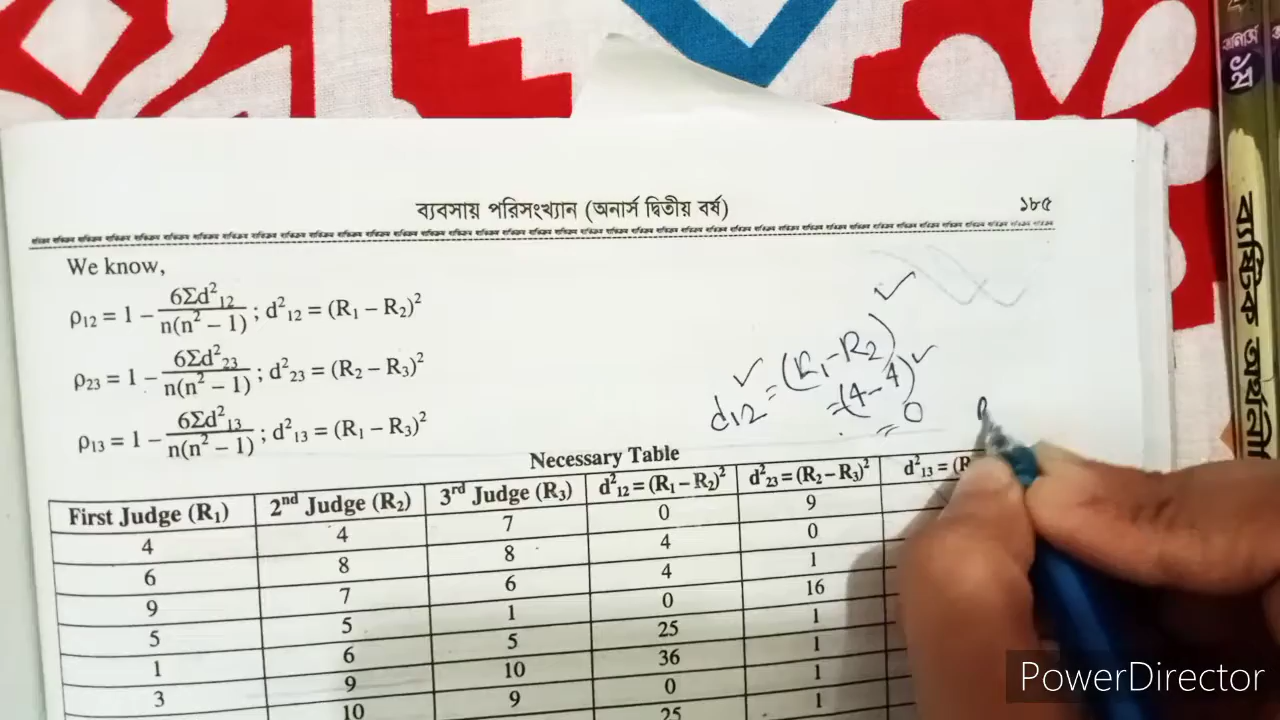 ব্যবসায় পরিসংখ্যান (অনার্স দ্বিতীয় বর্ষ) ১৮৫
We know,
ρ₁₂ = 1 − 6Σd²₁₂ / n(n² − 1) ; d²₁₂ = (R₁ − R₂)²
ρ₂₃ = 1 − 6Σd²₂₃ / n(n² − 1) ; d²₂₃ = (R₂ − R₃)²
ρ₁₃ = 1 − 6Σd²₁₃ / n(n² − 1) ; d²₁₃ = (R₁ − R₃)²
d₁₂ = (R₁ − R₂)
= (4 − 4)
= 0
Necessary Table
First Judge (R₁) 2nd Judge (R₂) 3rd Judge (R₃) d²₁₂ = (R₁ − R₂)² d²₂₃ = (R₂ − R₃)² d²₁₃ = (R
4 4 7 0 9
6 8 8 4 0
9 7 6 4 1
5 5 1 0 16
1 6 5 25 1
3 9 10 36 1
10 9 0 1
25
অনার্স
১ম
PowerDirector